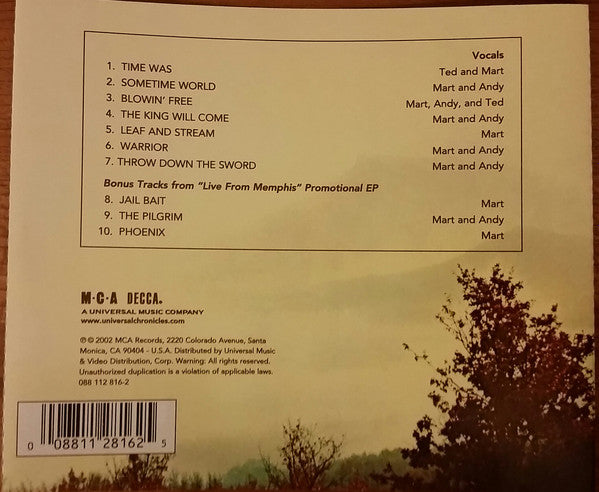 Vocals
1. TIME WAS Ted and Mart
2. SOMETIME WORLD Mart and Andy
3. BLOWIN' FREE Mart, Andy, and Ted
4. THE KING WILL COME Mart and Andy
5. LEAF AND STREAM Mart
6. WARRIOR Mart and Andy
7. THROW DOWN THE SWORD Mart and Andy
Bonus Tracks from "Live From Memphis" Promotional EP
8. JAIL BAIT Mart
9. THE PILGRIM Mart and Andy
10. PHOENIX Mart
M·C·A DECCA.
A UNIVERSAL MUSIC COMPANY
www.universalchronicles.com
℗ © 2002 MCA Records, 2220 Colorado Avenue, Santa
Monica, CA 90404 - U.S.A. Distributed by Universal Music
& Video Distribution, Corp. Warning: All rights reserved.
Unauthorized duplication is a violation of applicable laws.
088 112 816-2
0 08811 28162 5